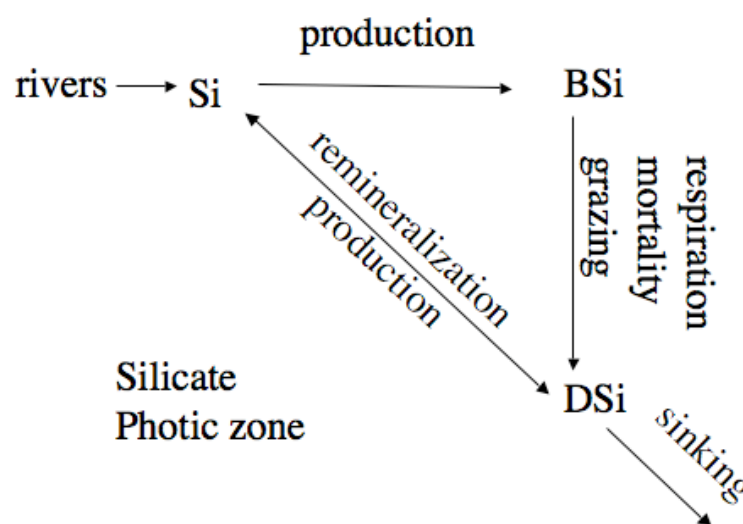 production
rivers
Si
BSi
remineralization
production
respiration
mortality
grazing
Silicate
Photic zone
DSi
sinking